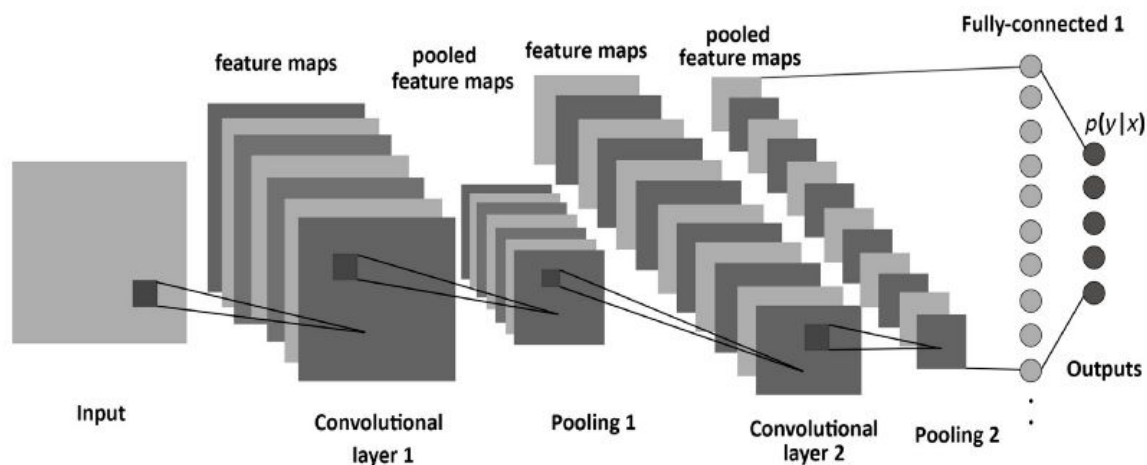 Fully-connected 1
pooled
feature maps
feature maps
pooled
feature maps
feature maps
p(y|x)
Outputs
Input
Convolutional
layer 1
Pooling 1
Convolutional
layer 2
Pooling 2